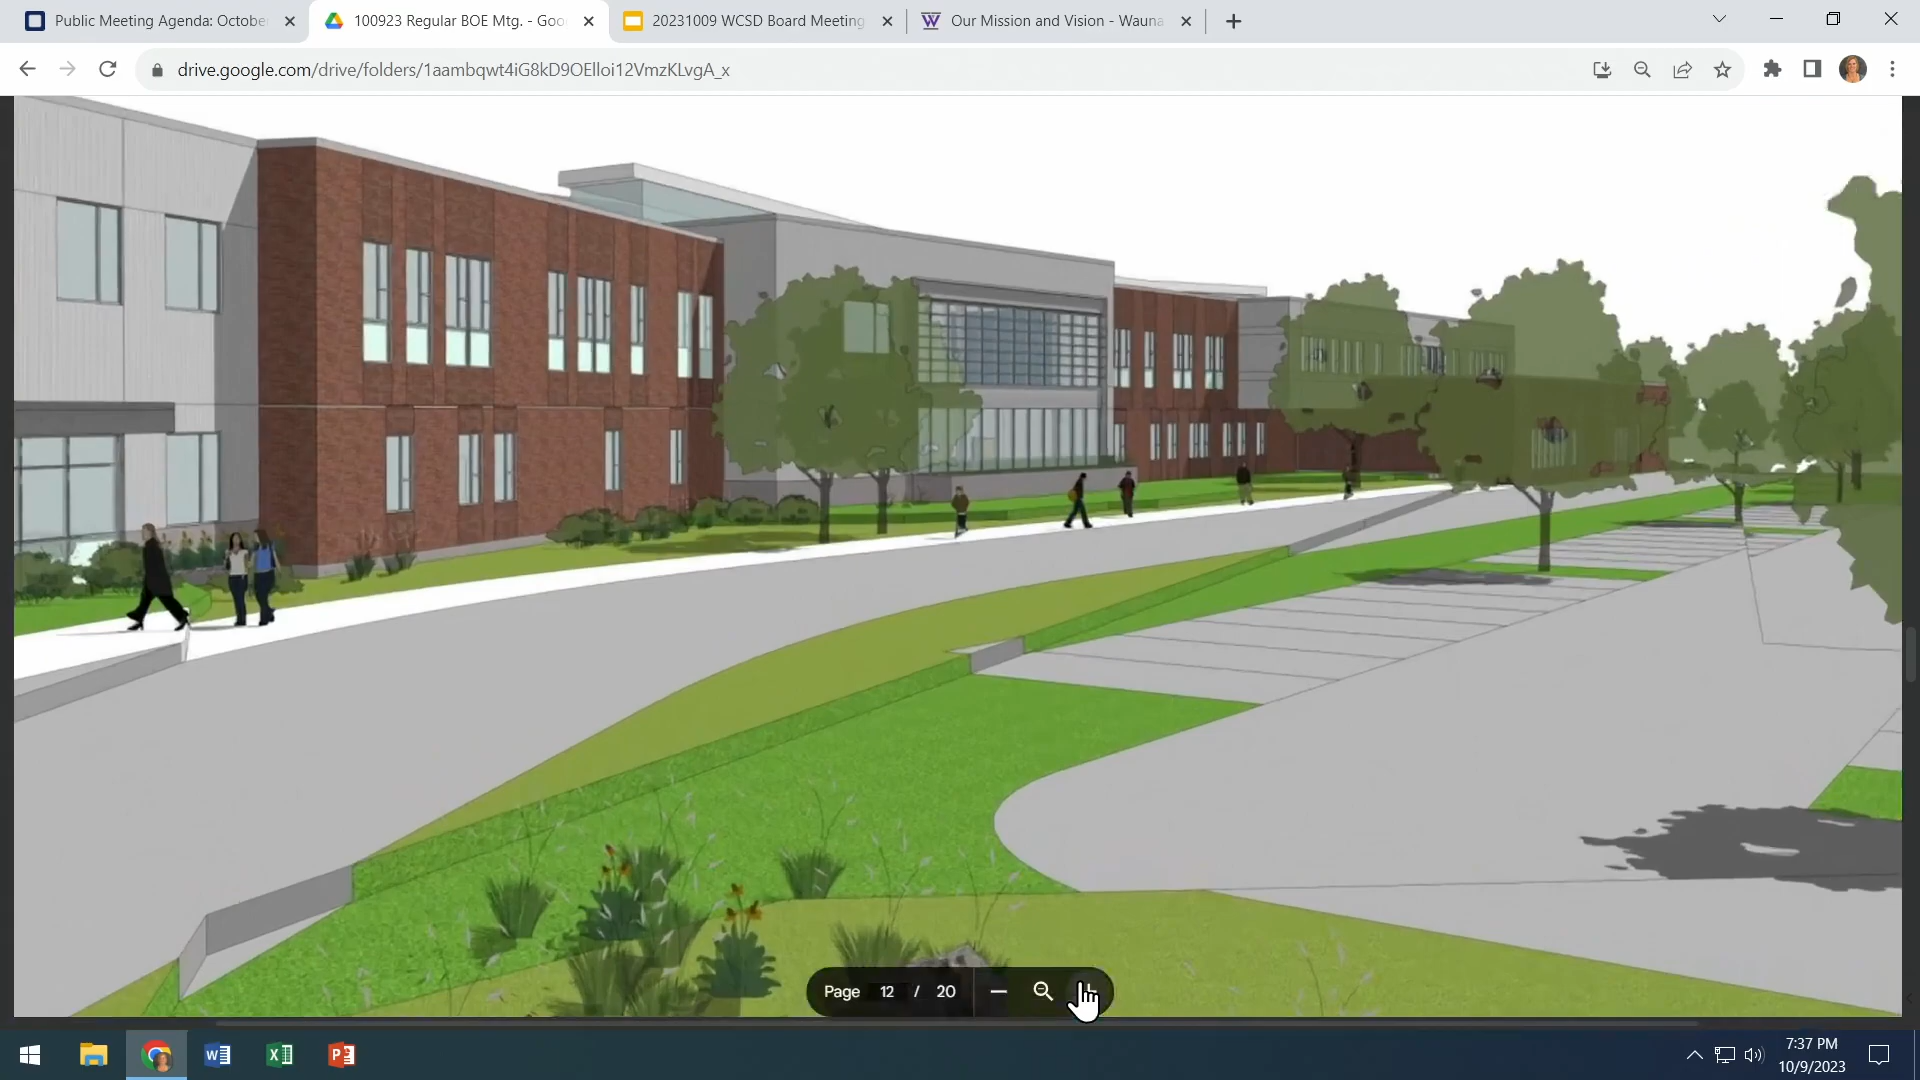 Public Meeting Agenda: October
100923 Regular BOE Mtg. - Goo
20231009 WCSD Board Meeting
Our Mission and Vision - Wauna
drive.google.com/drive/folders/1aambqwt4iG8kD9OElloi12VmzKLvgA_x
Page 12 / 20
7:37 PM
10/9/2023